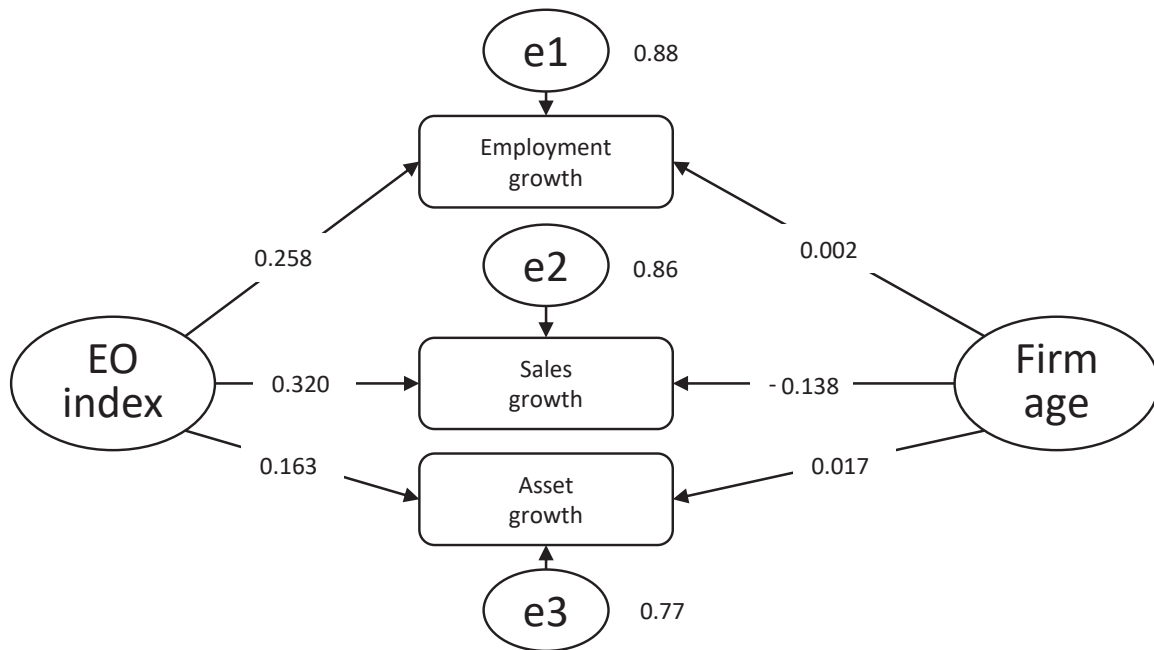 e1
0.88
Employment
growth
0.258
0.002
e2
0.86
EO
index
0.320
Sales
growth
- 0.138
Firm
age
0.163
Asset
growth
0.017
e3
0.77